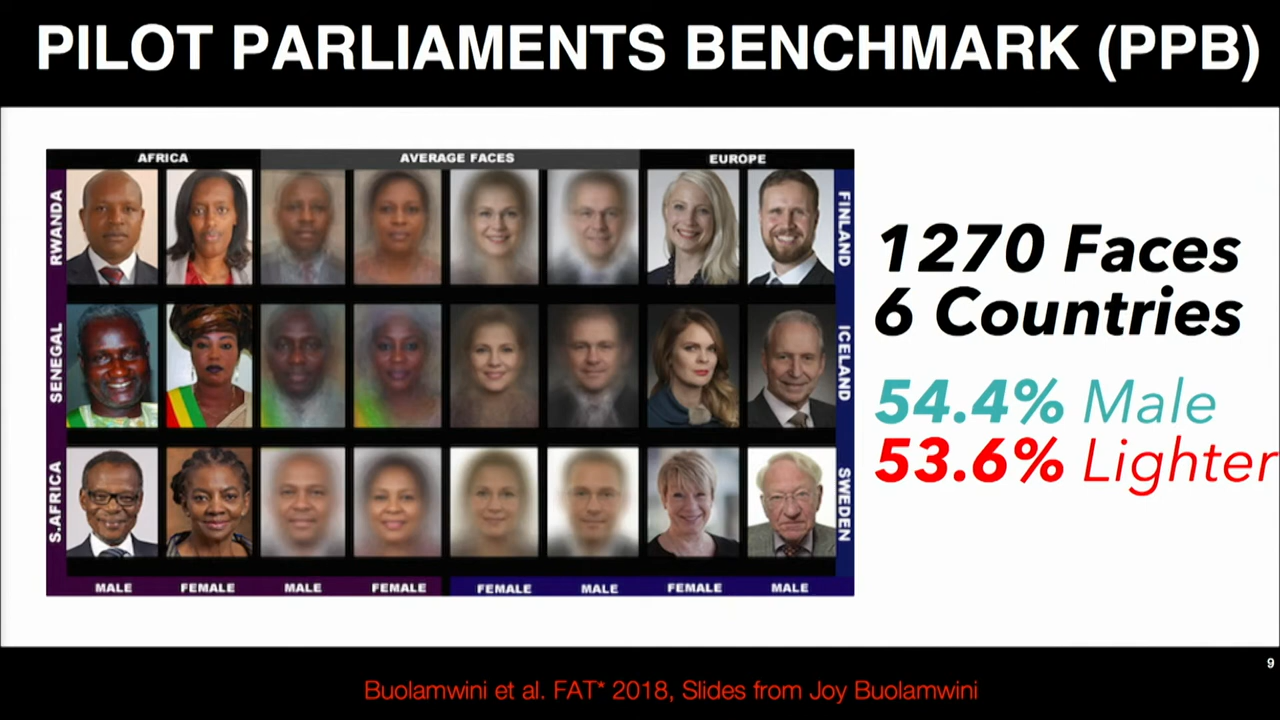 PILOT PARLIAMENTS BENCHMARK (PPB)
AFRICA AVERAGE FACES EUROPE
RWANDA
FINLAND
SENEGAL
ICELAND
S.AFRICA
SWEDEN
MALE FEMALE MALE FEMALE FEMALE MALE FEMALE MALE
1270 Faces
6 Countries
54.4% Male
53.6% Lighter
9
Buolamwini et al. FAT* 2018, Slides from Joy Buolamwini